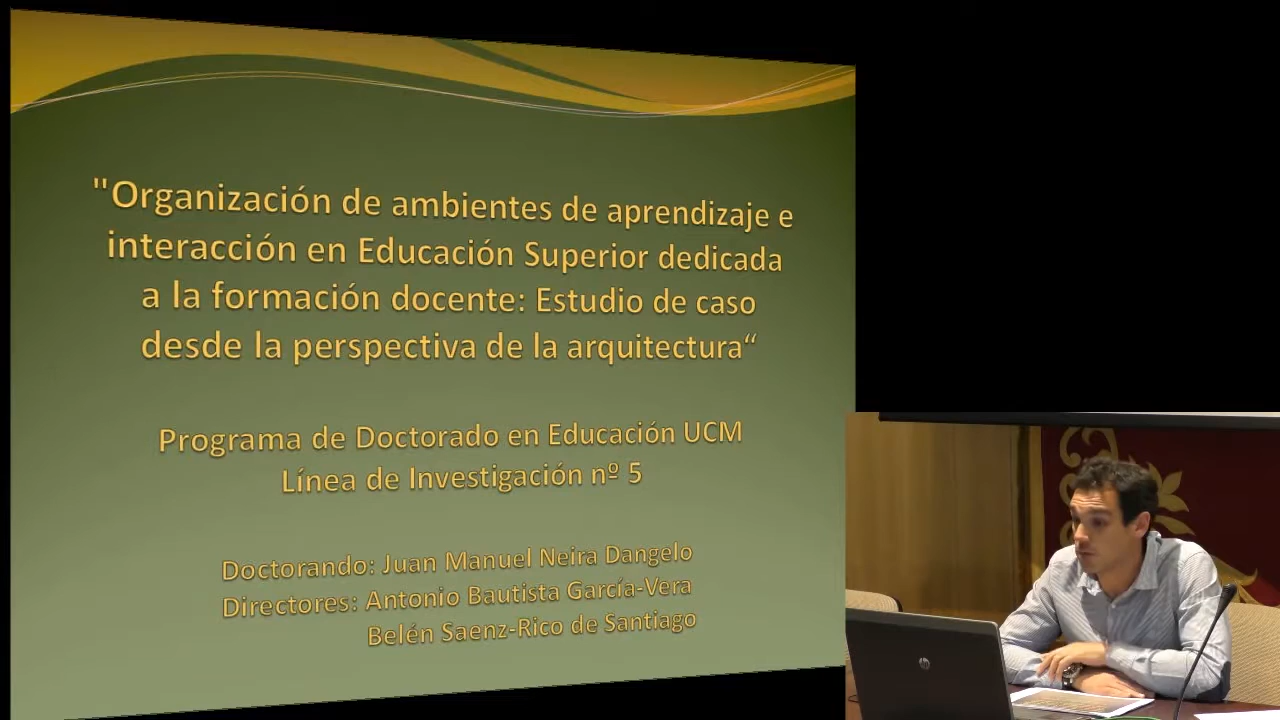 "Organización de ambientes de aprendizaje e
interacción en Educación Superior dedicada
a la formación docente: Estudio de caso
desde la perspectiva de la arquitectura“
Programa de Doctorado en Educación UCM
Línea de Investigación nº 5
Doctorando: Juan Manuel Neira Dangelo
Directores: Antonio Bautista García-Vera
Belén Saenz-Rico de Santiago
hp